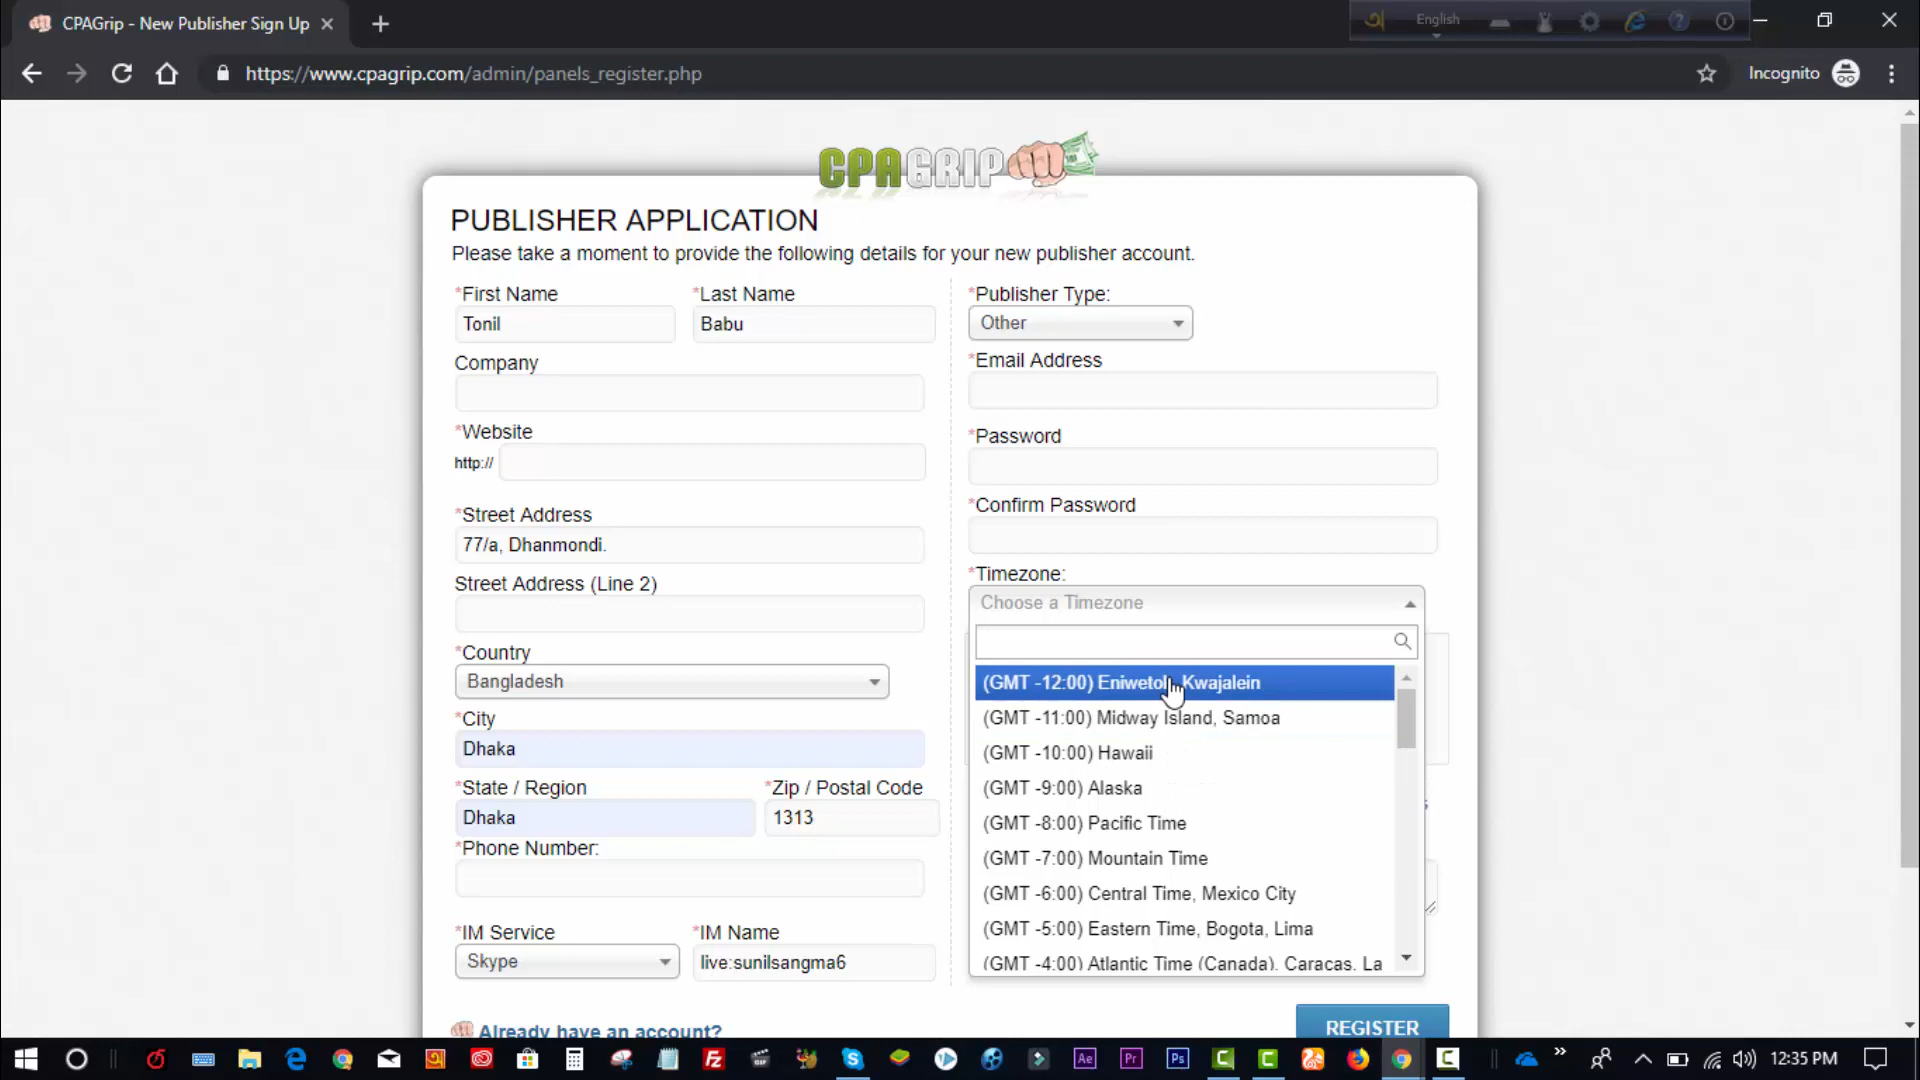 CPAGrip - New Publisher Sign Up
English
https://www.cpagrip.com/admin/panels_register.php
Incognito
CPAGRIP
PUBLISHER APPLICATION
Please take a moment to provide the following details for your new publisher account.
*First Name
Tonil
*Last Name
Babu
Company
*Website
http://
*Street Address
77/a, Dhanmondi.
Street Address (Line 2)
*Country
Bangladesh
*City
Dhaka
*State / Region
Dhaka
*Zip / Postal Code
1313
*Phone Number:
*IM Service
Skype
*IM Name
live:sunilsangma6
Already have an account?
*Publisher Type:
Other
*Email Address
*Password
*Confirm Password
*Timezone:
Choose a Timezone
(GMT -12:00) Eniwetok, Kwajalein
(GMT -11:00) Midway Island, Samoa
(GMT -10:00) Hawaii
(GMT -9:00) Alaska
(GMT -8:00) Pacific Time
(GMT -7:00) Mountain Time
(GMT -6:00) Central Time, Mexico City
(GMT -5:00) Eastern Time, Bogota, Lima
(GMT -4:00) Atlantic Time (Canada), Caracas, La
REGISTER
Ae
Pr
Ps
12:35 PM